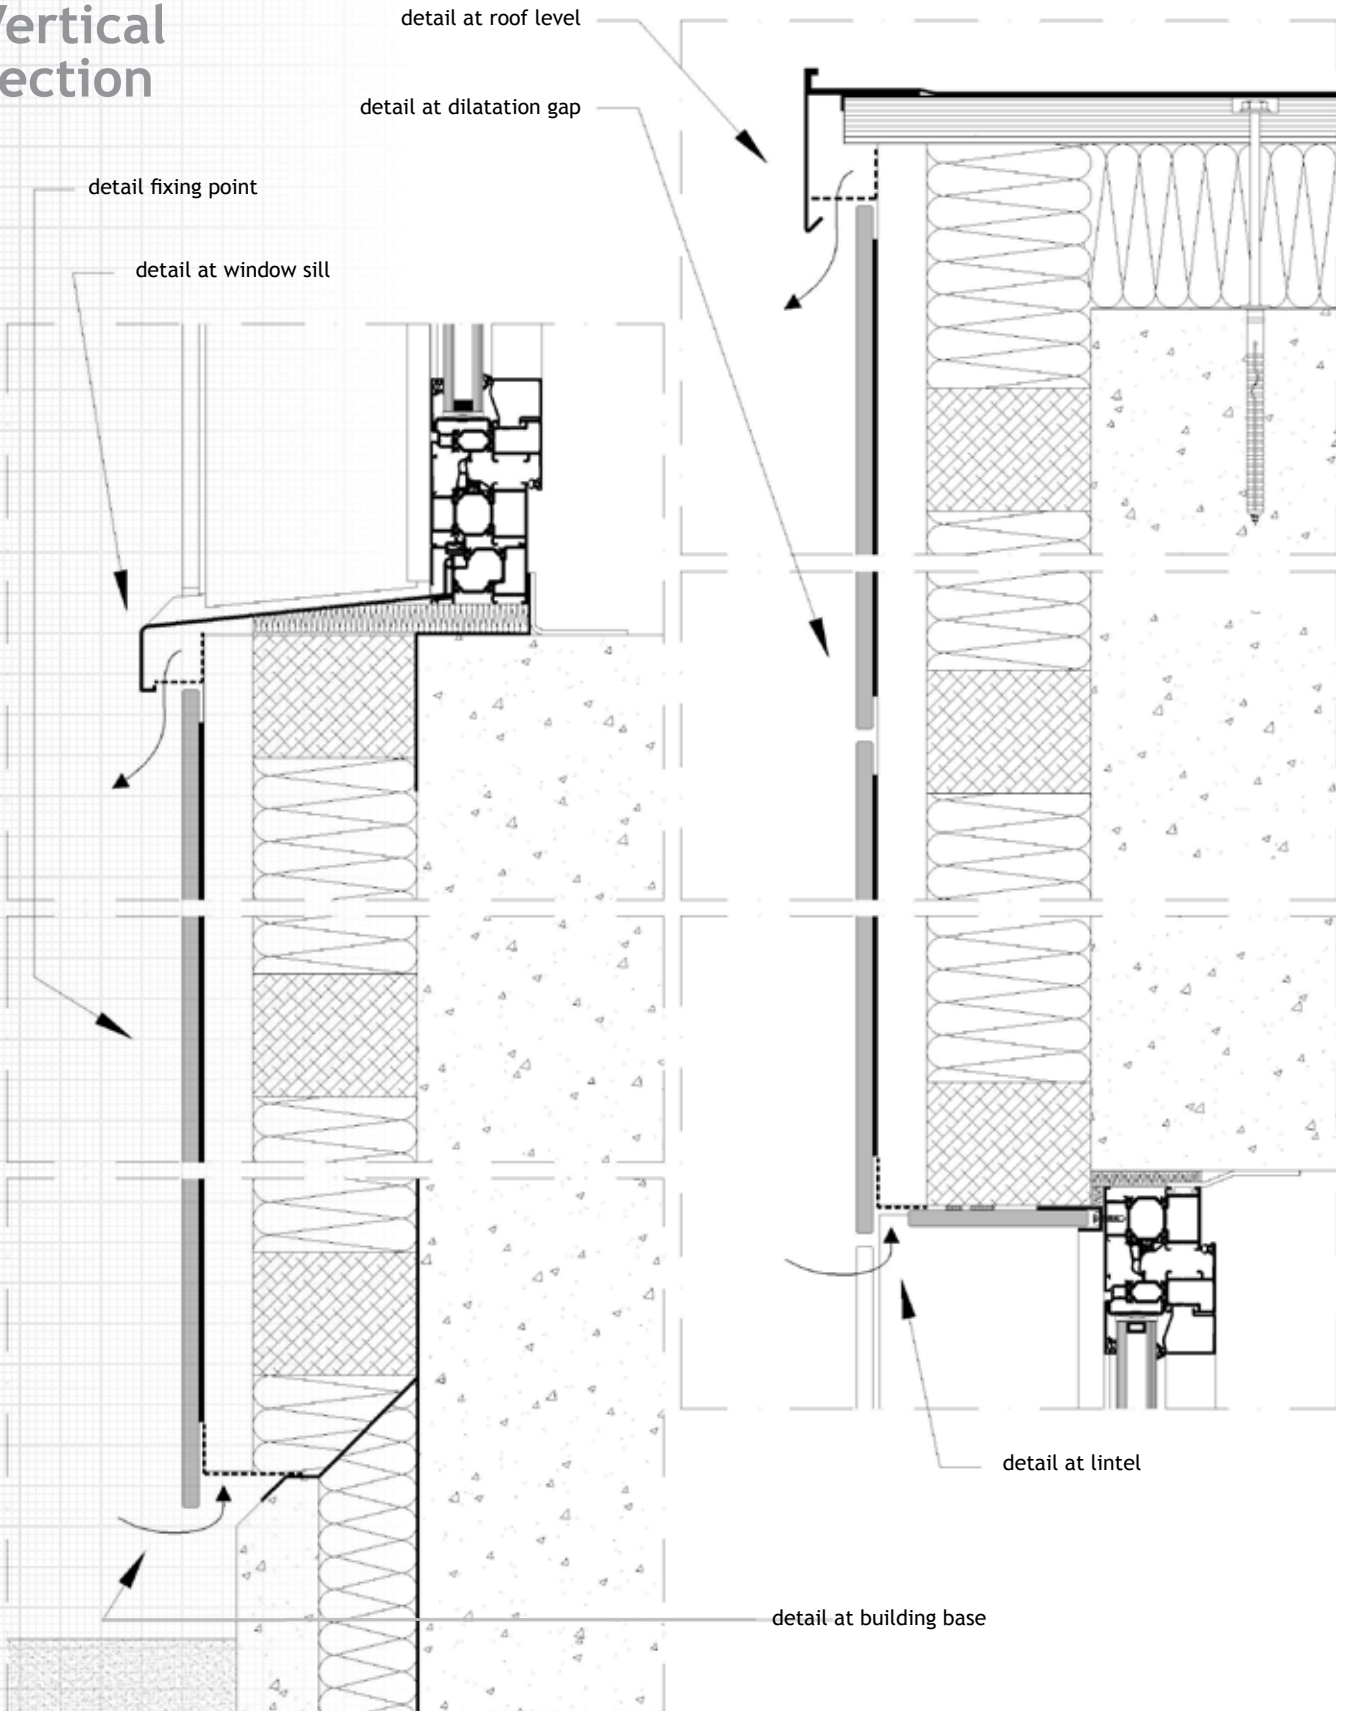 Vertical
ection
detail at roof level
detail at dilatation gap
detail fixing point
detail at window sill
detail at lintel
detail at building base